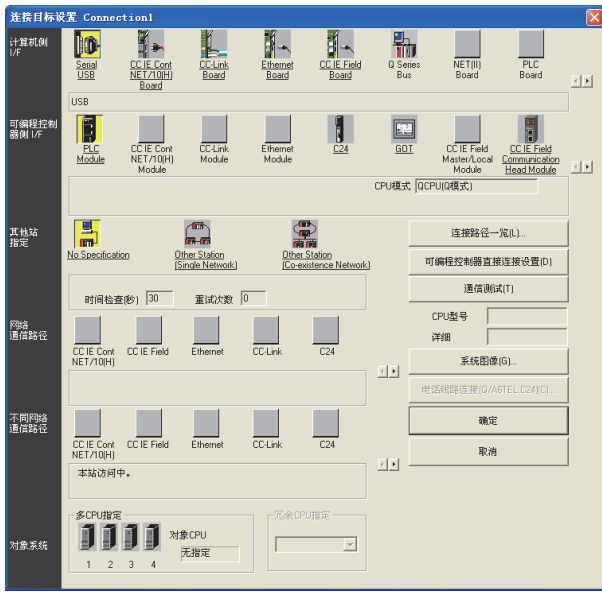 连接目标设置 Connection1
计算机侧
I/F
Serial
USB
CC IE Cont
NET/10(H)
Board
CC-Link
Board
Ethernet
Board
CC IE Field
Board
Q Series
Bus
NET(II)
Board
PLC
Board
USB
可编程控制
器侧 I/F
PLC
Module
CC IE Cont
NET/10(H)
Module
CC-Link
Module
Ethernet
Module
C24
GOT
CC IE Field
Master/Local
Module
CC IE Field
Communication
Head Module
CPU模式 QCPU(Q模式)
其他站
指定
No Specification
Other Station
(Single Network)
Other Station
(Co-existence Network)
时间检查(秒) 30 重试次数 0
连接路径一览(L)...
可编程控制器直接连接设置(D)
通信测试(T)
CPU型号
详细
系统图像(G)...
电话线路连接(Q/A6TEL,C24)(C)...
确定
取消
网络
通信路径
CC IE Cont
NET/10(H)
CC IE Field
Ethernet
CC-Link
C24
不同网络
通信路径
CC IE Cont
NET/10(H)
CC IE Field
Ethernet
CC-Link
C24
本站访问中。
对象系统
多CPU指定
1 2 3 4
对象CPU
无指定
冗余CPU指定